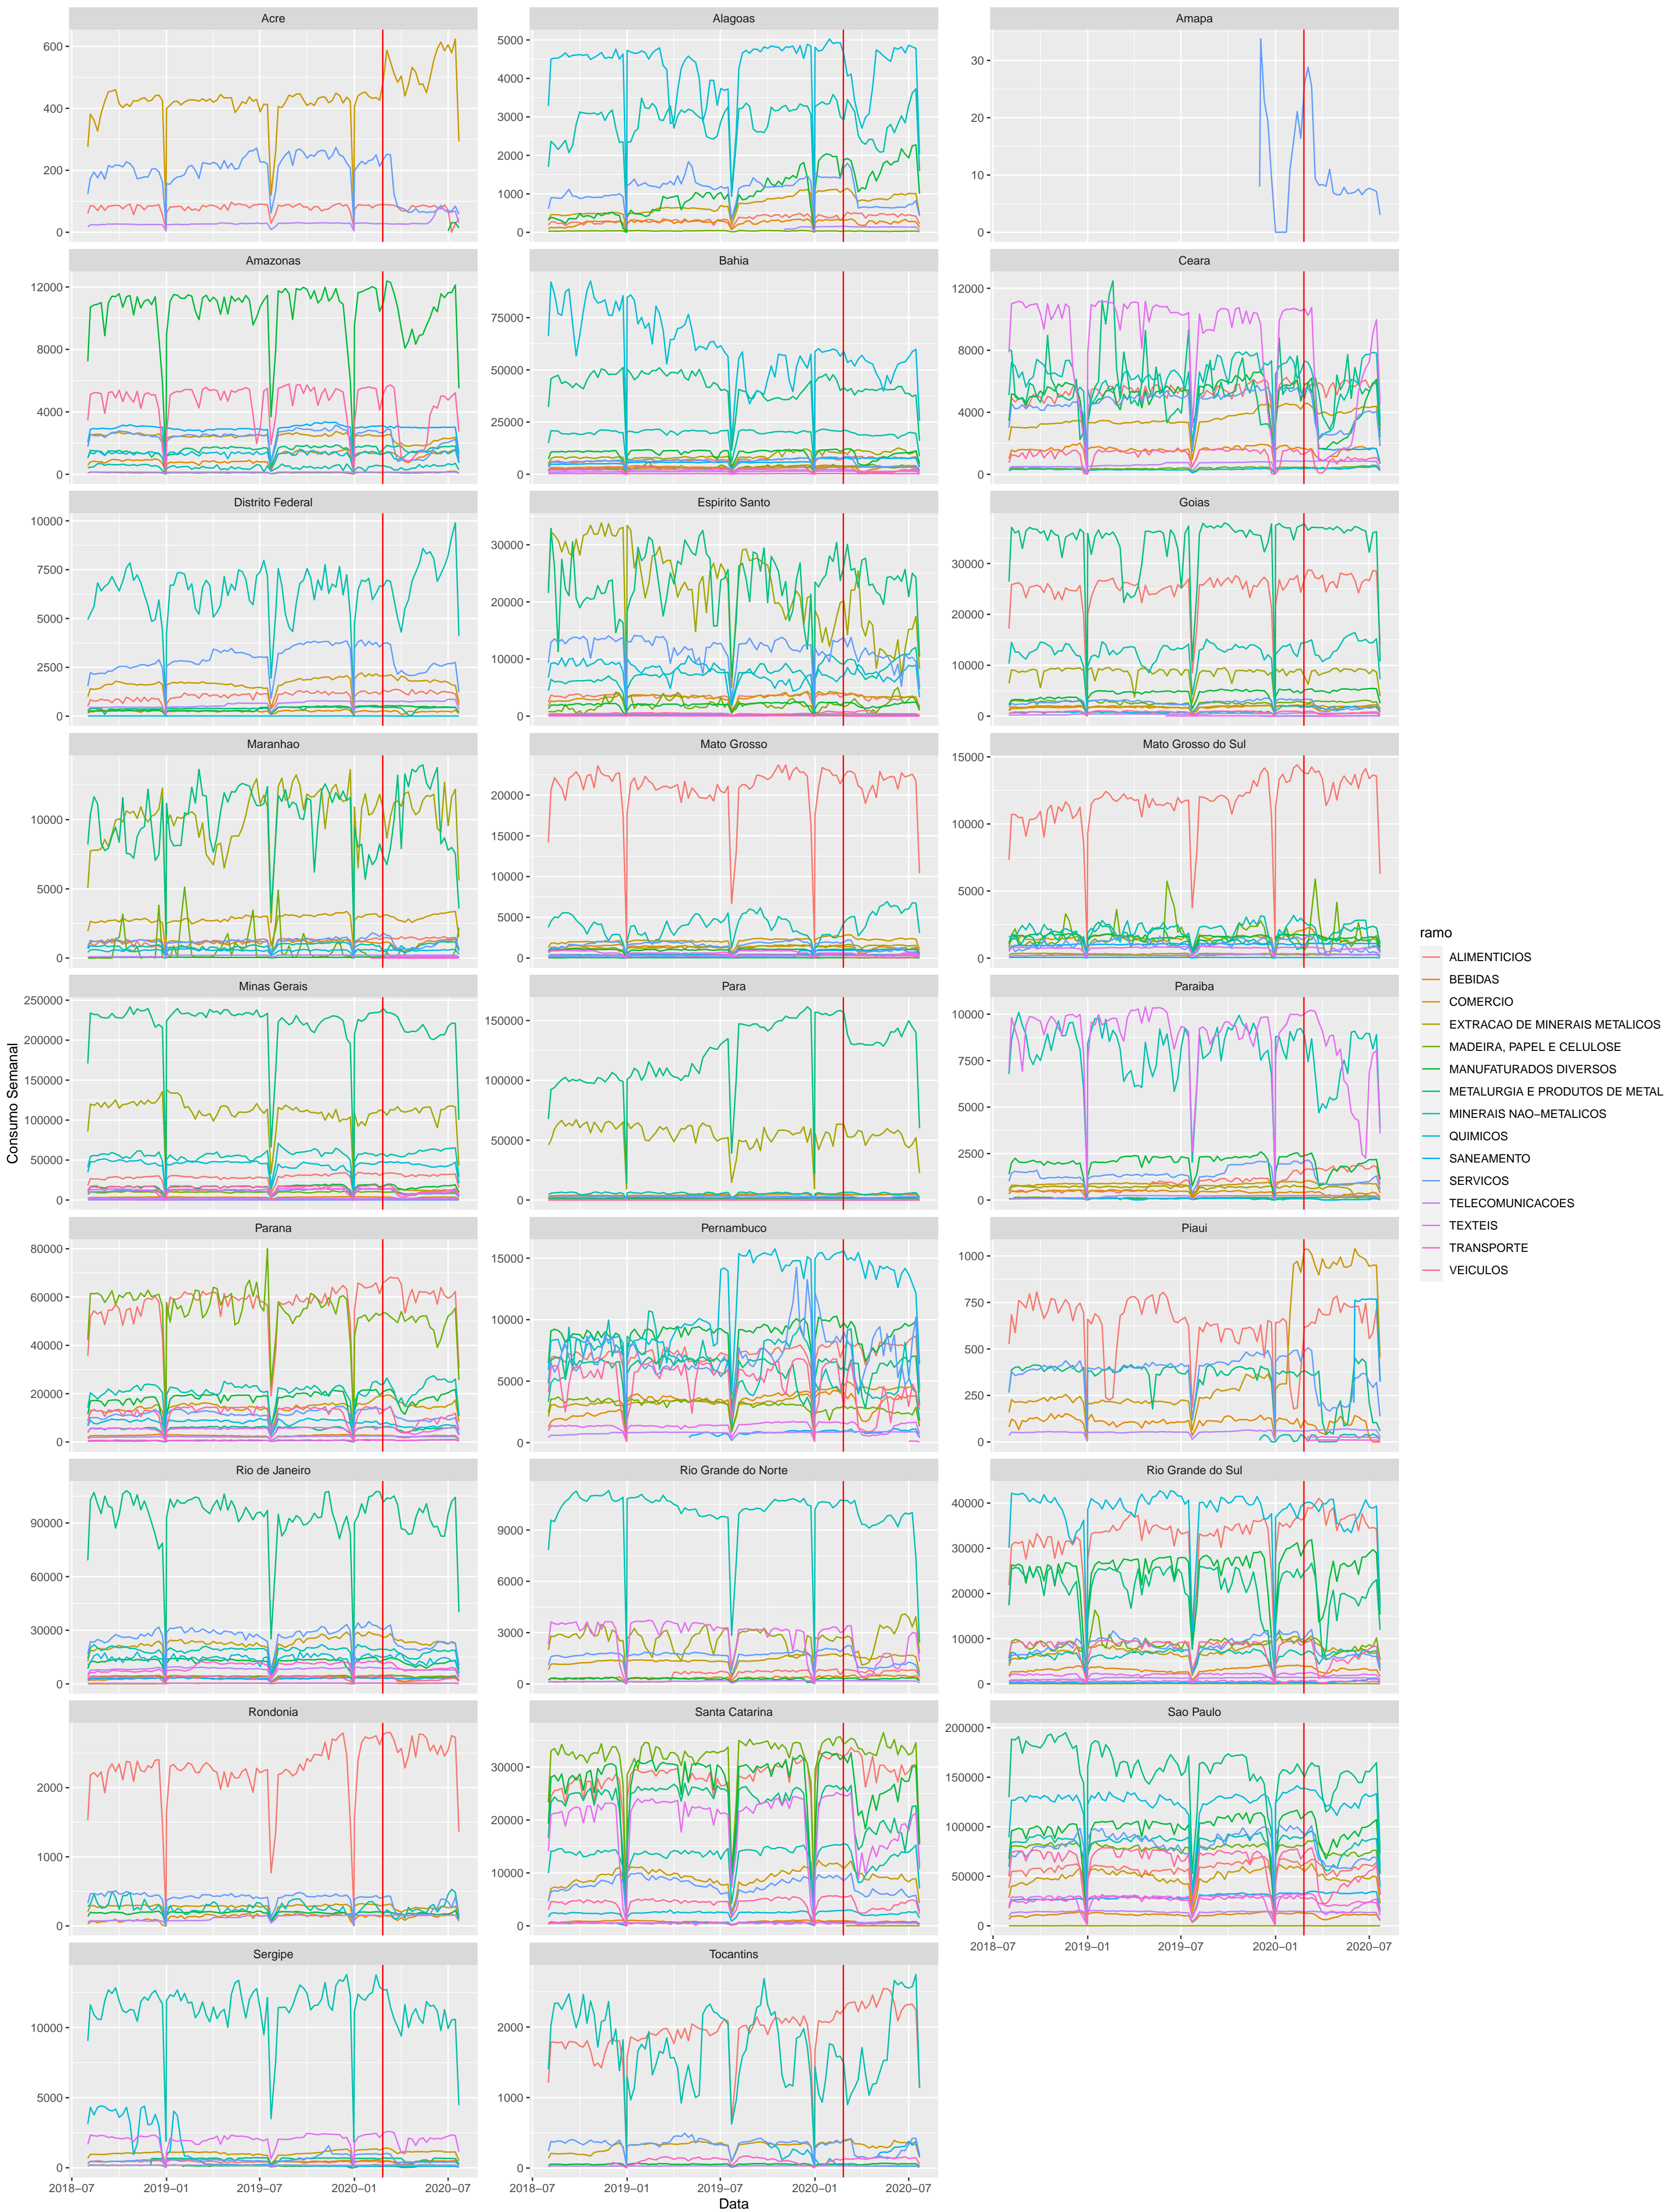 Acre
Alagoas
Amapa
600
400
200
0
5000
4000
3000
2000
1000
0
30
20
10
0
Amazonas
Bahia
Ceara
12000
8000
4000
0
75000
50000
25000
0
12000
8000
4000
0
Distrito Federal
Espirito Santo
Goias
10000
7500
5000
2500
0
30000
20000
10000
0
30000
20000
10000
0
Maranhao
Mato Grosso
Mato Grosso do Sul
10000
5000
0
20000
15000
10000
5000
0
15000
10000
5000
0
Minas Gerais
Para
Paraiba
250000
200000
150000
100000
50000
0
150000
100000
50000
0
10000
7500
5000
2500
0
Parana
Pernambuco
Piaui
80000
60000
40000
20000
0
15000
10000
5000
0
1000
750
500
250
0
Rio de Janeiro
Rio Grande do Norte
Rio Grande do Sul
90000
60000
30000
0
9000
6000
3000
0
40000
30000
20000
10000
0
Rondonia
Santa Catarina
Sao Paulo
2000
1000
0
30000
20000
10000
0
200000
150000
100000
50000
0
2018−07
2019−01
2019−07
2020−01
2020−07
Sergipe
Tocantins
10000
5000
0
2000
1000
0
2018−07
2019−01
2019−07
2020−01
2020−07
2018−07
2019−01
2019−07
2020−01
2020−07
Data
Consumo Semanal
ramo
ALIMENTICIOS
BEBIDAS
COMERCIO
EXTRACAO DE MINERAIS METALICOS
MADEIRA, PAPEL E CELULOSE
MANUFATURADOS DIVERSOS
METALURGIA E PRODUTOS DE METAL
MINERAIS NAO−METALICOS
QUIMICOS
SANEAMENTO
SERVICOS
TELECOMUNICACOES
TEXTEIS
TRANSPORTE
VEICULOS